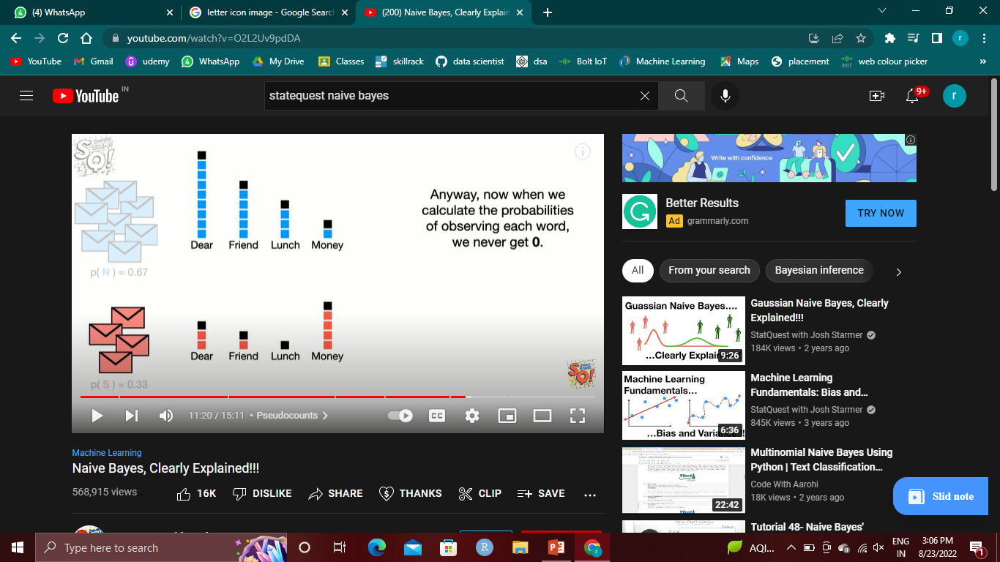 (4) WhatsApp
letter icon image - Google Search
(200) Naive Bayes, Clearly Explain
youtube.com/watch?v=O2L2Uv9pdDA
YouTube
Gmail
udemy
WhatsApp
My Drive
Classes
skillrack
data scientist
dsa
Bolt IoT
Machine Learning
Maps
placement
web colour picker
YouTube IN
statequest naive bayes
9+
r
Anyway, now when we
calculate the probabilities
of observing each word,
we never get 0.
Dear Friend Lunch Money
p( N ) = 0.67
Dear Friend Lunch Money
p( S ) = 0.33
11:20 / 15:11 • Pseudocounts
CC
Machine Learning
Naive Bayes, Clearly Explained!!!
568,915 views
16K
DISLIKE
SHARE
THANKS
CLIP
SAVE
Write with confidence
Better Results
Ad grammarly.com
TRY NOW
All
From your search
Bayesian inference
Guassian Naive Bayes....
...Clearly Explain
9:26
Gaussian Naive Bayes, Clearly
Explained!!!
StatQuest with Josh Starmer
184K views • 2 years ago
Machine Learning
Fundamentals...
...Bias and Variance!!!
6:36
Machine Learning
Fundamentals: Bias and...
StatQuest with Josh Starmer
845K views • 3 years ago
22:42
Multinomial Naive Bayes Using
Python | Text Classification...
Code With Aarohi
18K views • 2 years ago
Slid note
Tutorial 48- Naive Bayes'
Type here to search
AQI...
ENG
IN
3:06 PM
8/23/2022
1